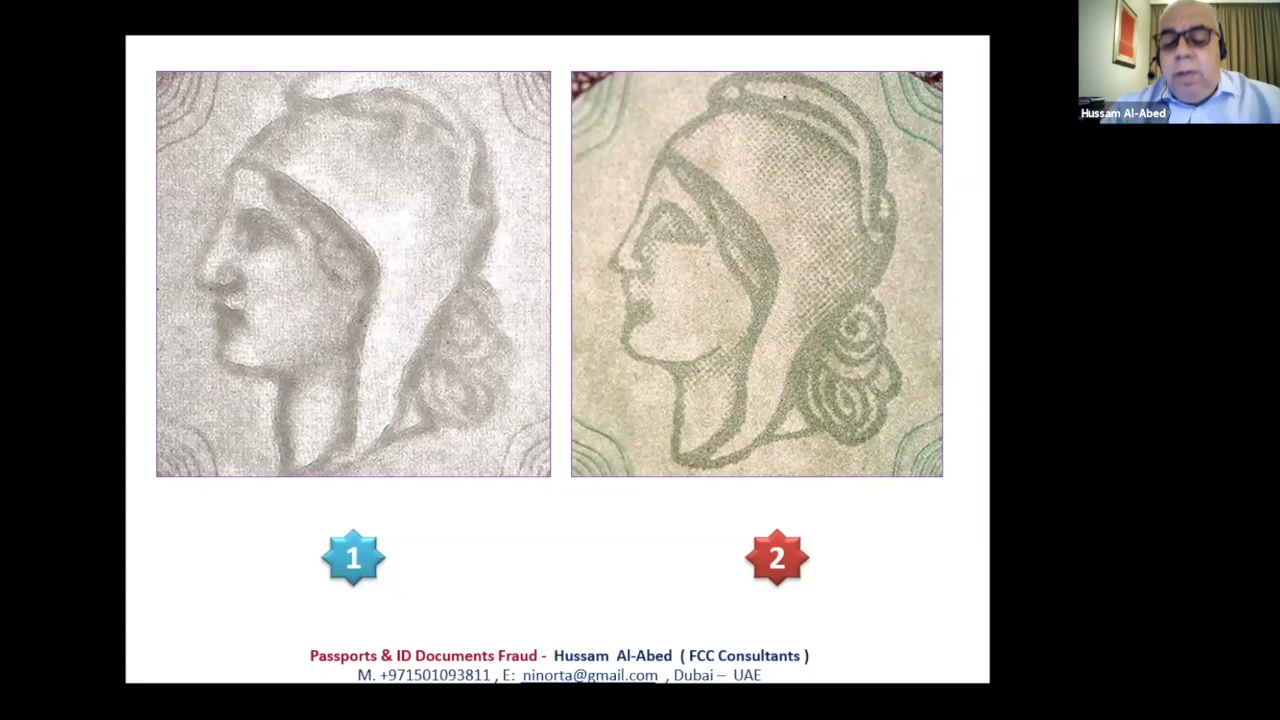 Hussam Al-Abed
1
2
Passports & ID Documents Fraud - Hussam Al-Abed ( FCC Consultants )
M. +971501093811 , E: ninorta@gmail.com , Dubai – UAE